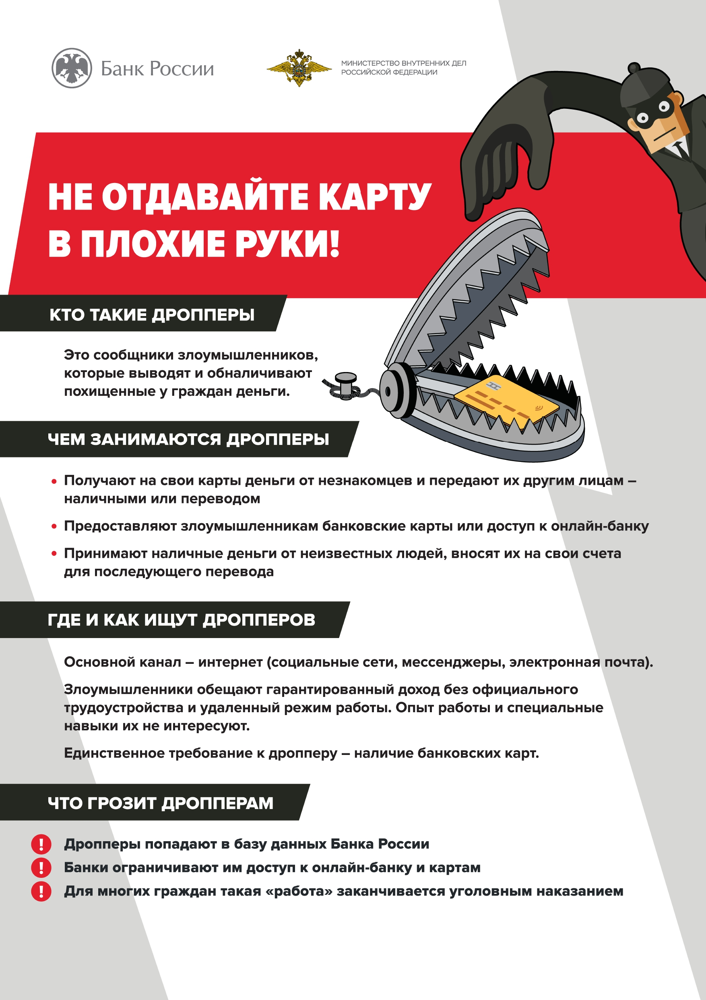 Банк России
МИНИСТЕРСТВО ВНУТРЕННИХ ДЕЛ
РОССИЙСКОЙ ФЕДЕРАЦИИ
НЕ ОТДАВАЙТЕ КАРТУ
В ПЛОХИЕ РУКИ!
КТО ТАКИЕ ДРОППЕРЫ
Это сообщники злоумышленников,
которые выводят и обналичивают
похищенные у граждан деньги.
ЧЕМ ЗАНИМАЮТСЯ ДРОППЕРЫ
• Получают на свои карты деньги от незнакомцев и передают их другим лицам –
наличными или переводом
• Предоставляют злоумышленникам банковские карты или доступ к онлайн-банку
• Принимают наличные деньги от неизвестных людей, вносят их на свои счета
для последующего перевода
ГДЕ И КАК ИЩУТ ДРОППЕРОВ
Основной канал – интернет (социальные сети, мессенджеры, электронная почта).
Злоумышленники обещают гарантированный доход без официального
трудоустройства и удаленный режим работы. Опыт работы и специальные
навыки их не интересуют.
Единственное требование к дропперу – наличие банковских карт.
ЧТО ГРОЗИТ ДРОППЕРАМ
! Дропперы попадают в базу данных Банка России
! Банки ограничивают им доступ к онлайн-банку и картам
! Для многих граждан такая «работа» заканчивается уголовным наказанием